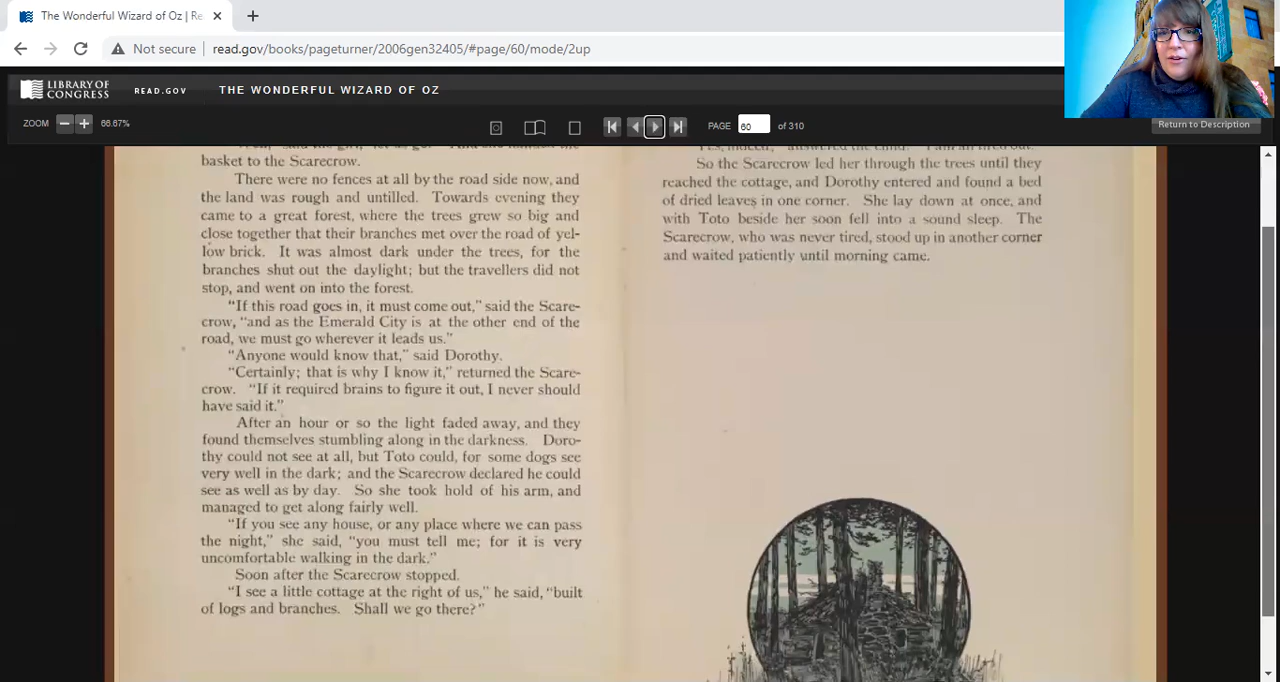 The Wonderful Wizard of Oz | Re
Not secure
read.gov/books/pageturner/2006gen32405/#page/60/mode/2up
LIBRARY OF
CONGRESS
READ.GOV
THE WONDERFUL WIZARD OF OZ
ZOOM
66.67%
PAGE
60
of 310
Return to Description
basket to the Scarecrow.
There were no fences at all by the road side now, and
the land was rough and untilled. Towards evening they
came to a great forest, where the trees grew so big and
close together that their branches met over the road of yel-
low brick. It was almost dark under the trees, for the
branches shut out the daylight; but the travellers did not
stop, and went on into the forest.
"If this road goes in, it must come out," said the Scare-
crow, "and as the Emerald City is at the other end of the
road, we must go wherever it leads us."
"Anyone would know that," said Dorothy.
"Certainly; that is why I know it," returned the Scare-
crow. "If it required brains to figure it out, I never should
have said it."
After an hour or so the light faded away, and they
found themselves stumbling along in the darkness. Doro-
thy could not see at all, but Toto could, for some dogs see
very well in the dark; and the Scarecrow declared he could
see as well as by day. So she took hold of his arm, and
managed to get along fairly well.
"If you see any house, or any place where we can pass
the night," she said, "you must tell me; for it is very
uncomfortable walking in the dark."
Soon after the Scarecrow stopped.
"I see a little cottage at the right of us," he said, "built
of logs and branches. Shall we go there?"
So the Scarecrow led her through the trees until they
reached the cottage, and Dorothy entered and found a bed
of dried leaves in one corner. She lay down at once, and
with Toto beside her soon fell into a sound sleep. The
Scarecrow, who was never tired, stood up in another corner
and waited patiently until morning came.